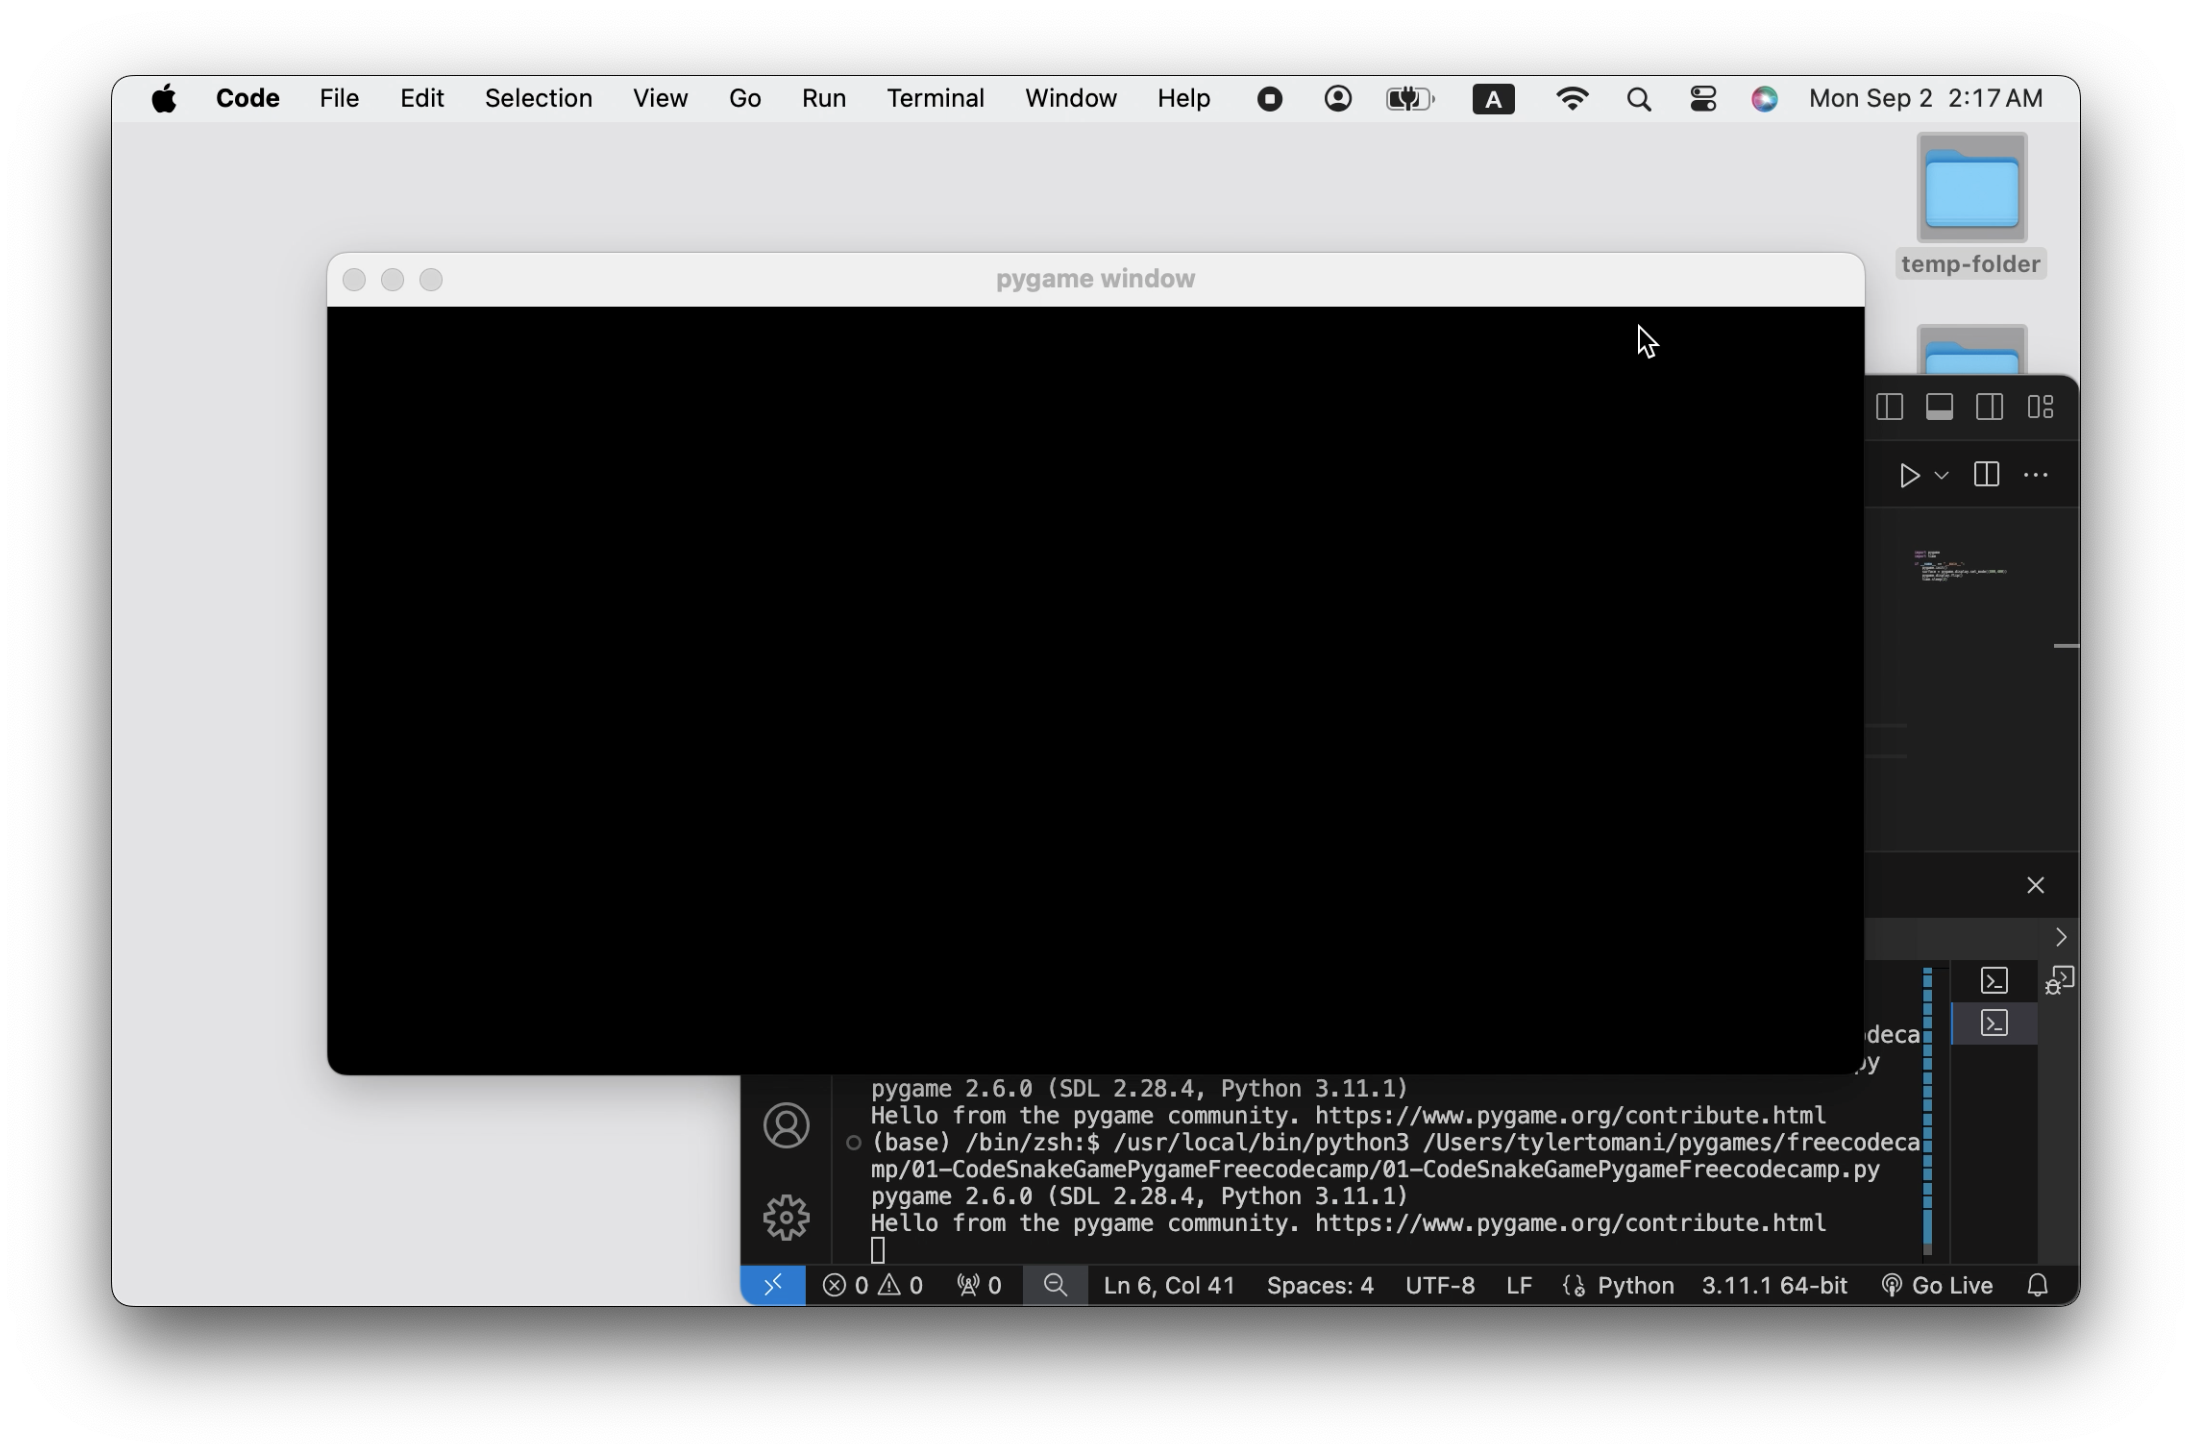 Code File Edit Selection View Go Run Terminal Window Help A Mon Sep 2 2:17 AM
temp-folder
pygame window
deca
py
pygame 2.6.0 (SDL 2.28.4, Python 3.11.1)
Hello from the pygame community. https://www.pygame.org/contribute.html
(base) /bin/zsh:$ /usr/local/bin/python3 /Users/tylertomani/pygames/freecodeca
mp/01-CodeSnakeGamePygameFreecodecamp/01-CodeSnakeGamePygameFreecodecamp.py
pygame 2.6.0 (SDL 2.28.4, Python 3.11.1)
Hello from the pygame community. https://www.pygame.org/contribute.html
0 0 0 Ln 6, Col 41 Spaces: 4 UTF-8 LF Python 3.11.1 64-bit Go Live